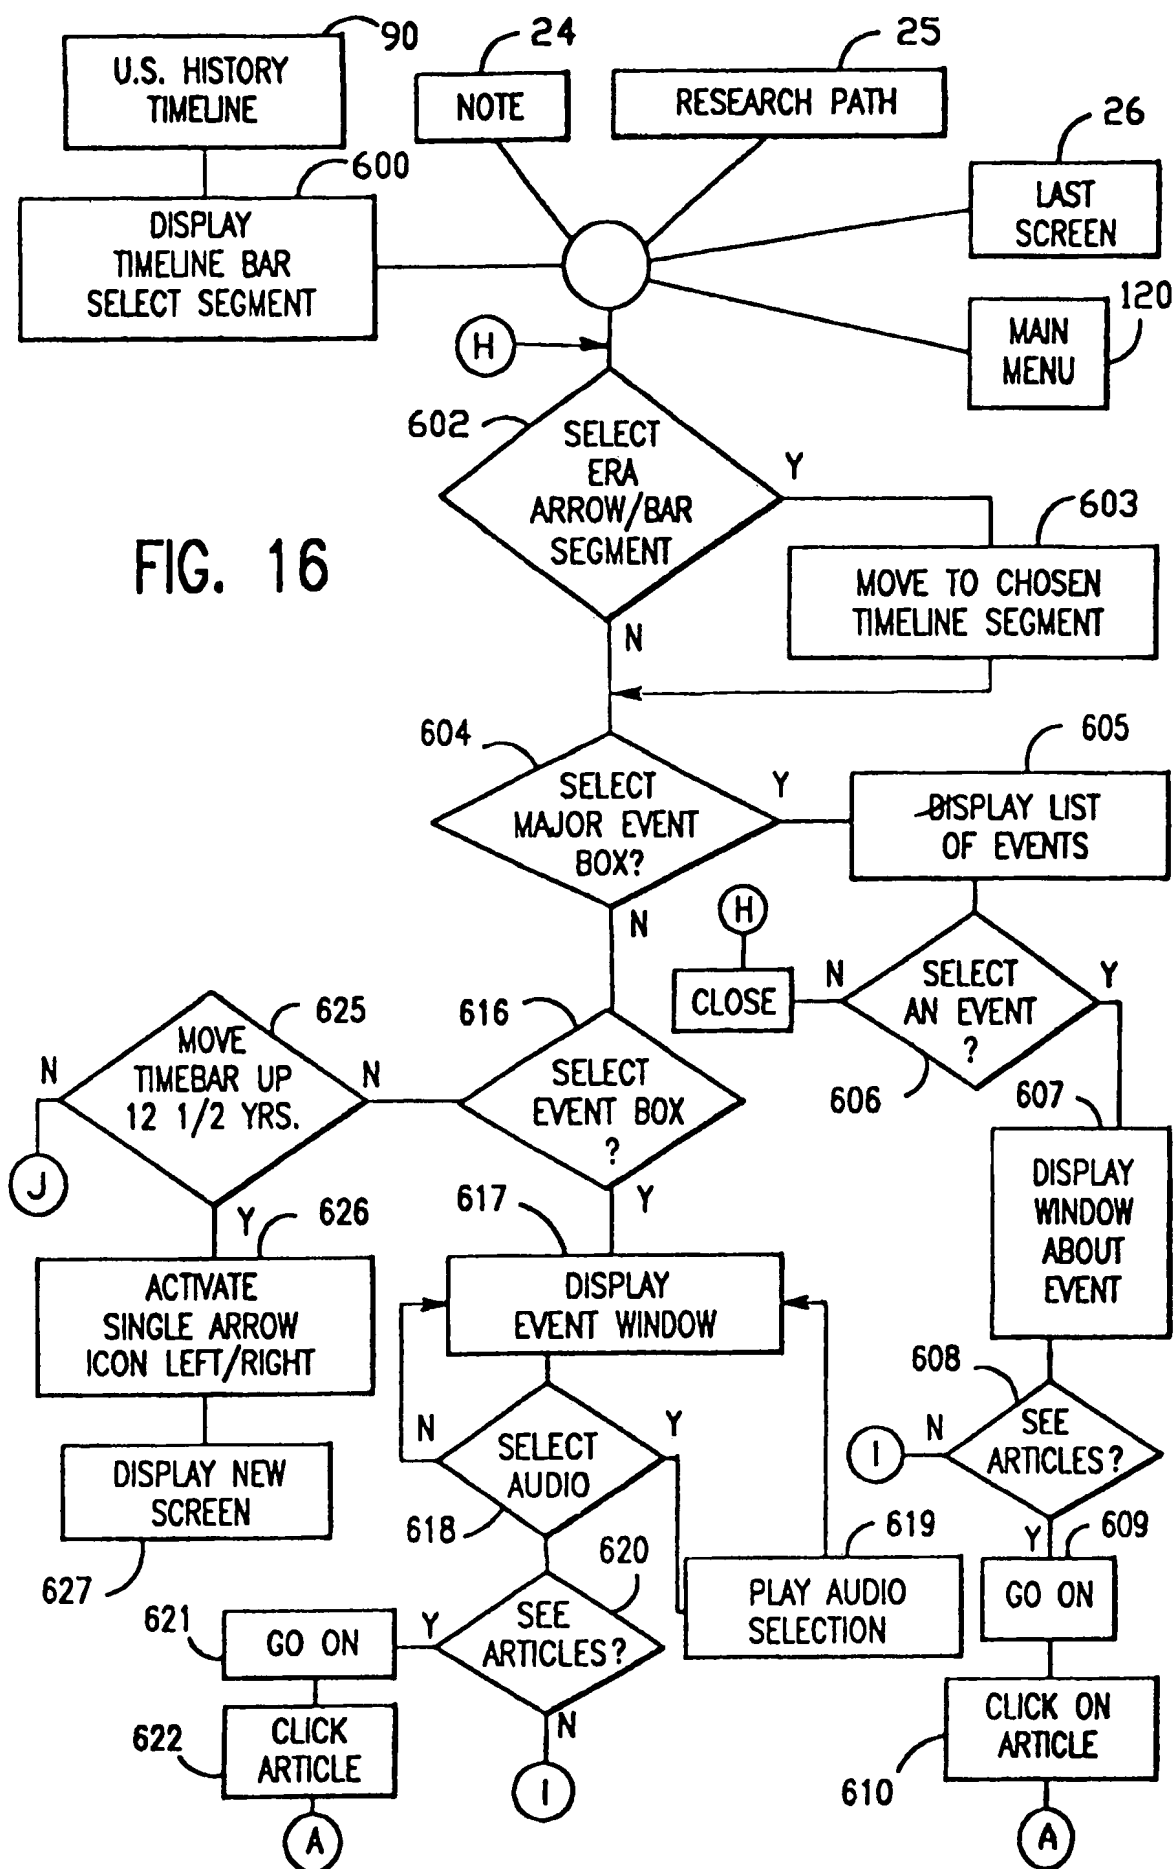 90
U.S. HISTORY
TIMELINE
24
NOTE
25
RESEARCH PATH
26
LAST
SCREEN
600
DISPLAY
TIMELINE BAR
SELECT SEGMENT
120
MAIN
MENU
H
602
SELECT
ERA
ARROW/BAR
SEGMENT
Y
N
603
MOVE TO CHOSEN
TIMELINE SEGMENT
FIG. 16
604
SELECT
MAJOR EVENT
BOX?
Y
N
605
DISPLAY LIST
OF EVENTS
H
CLOSE
N
SELECT
AN EVENT
?
Y
606
616
SELECT
EVENT BOX
?
N
Y
625
MOVE
TIMEBAR UP
12 1/2 YRS.
N
J
Y
626
ACTIVATE
SINGLE ARROW
ICON LEFT/RIGHT
DISPLAY NEW
SCREEN
627
617
DISPLAY
EVENT WINDOW
N
SELECT
AUDIO
Y
618
619
PLAY AUDIO
SELECTION
620
SEE
ARTICLES?
Y
N
I
621
GO ON
622
CLICK
ARTICLE
A
607
DISPLAY
WINDOW
ABOUT
EVENT
608
SEE
ARTICLES?
N
I
Y
609
GO ON
CLICK ON
ARTICLE
610
A